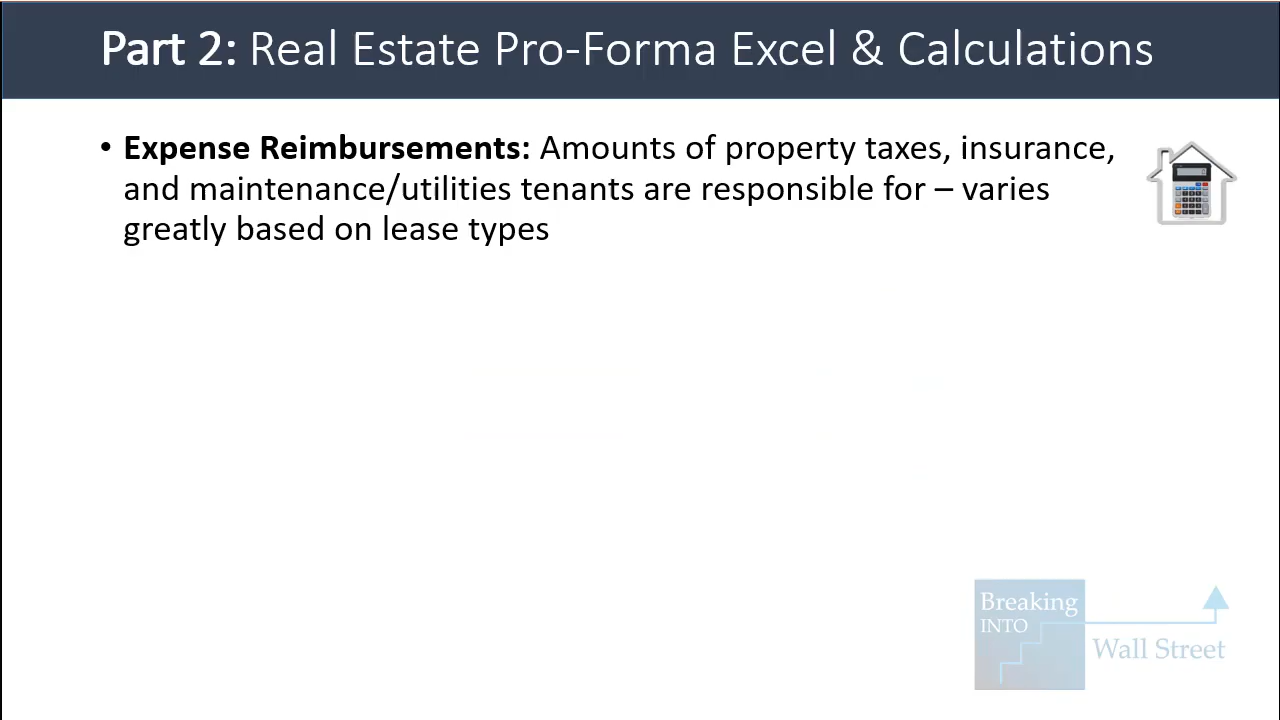 Part 2: Real Estate Pro-Forma Excel & Calculations
• Expense Reimbursements: Amounts of property taxes, insurance,
and maintenance/utilities tenants are responsible for – varies
greatly based on lease types
Breaking
INTO
Wall Street